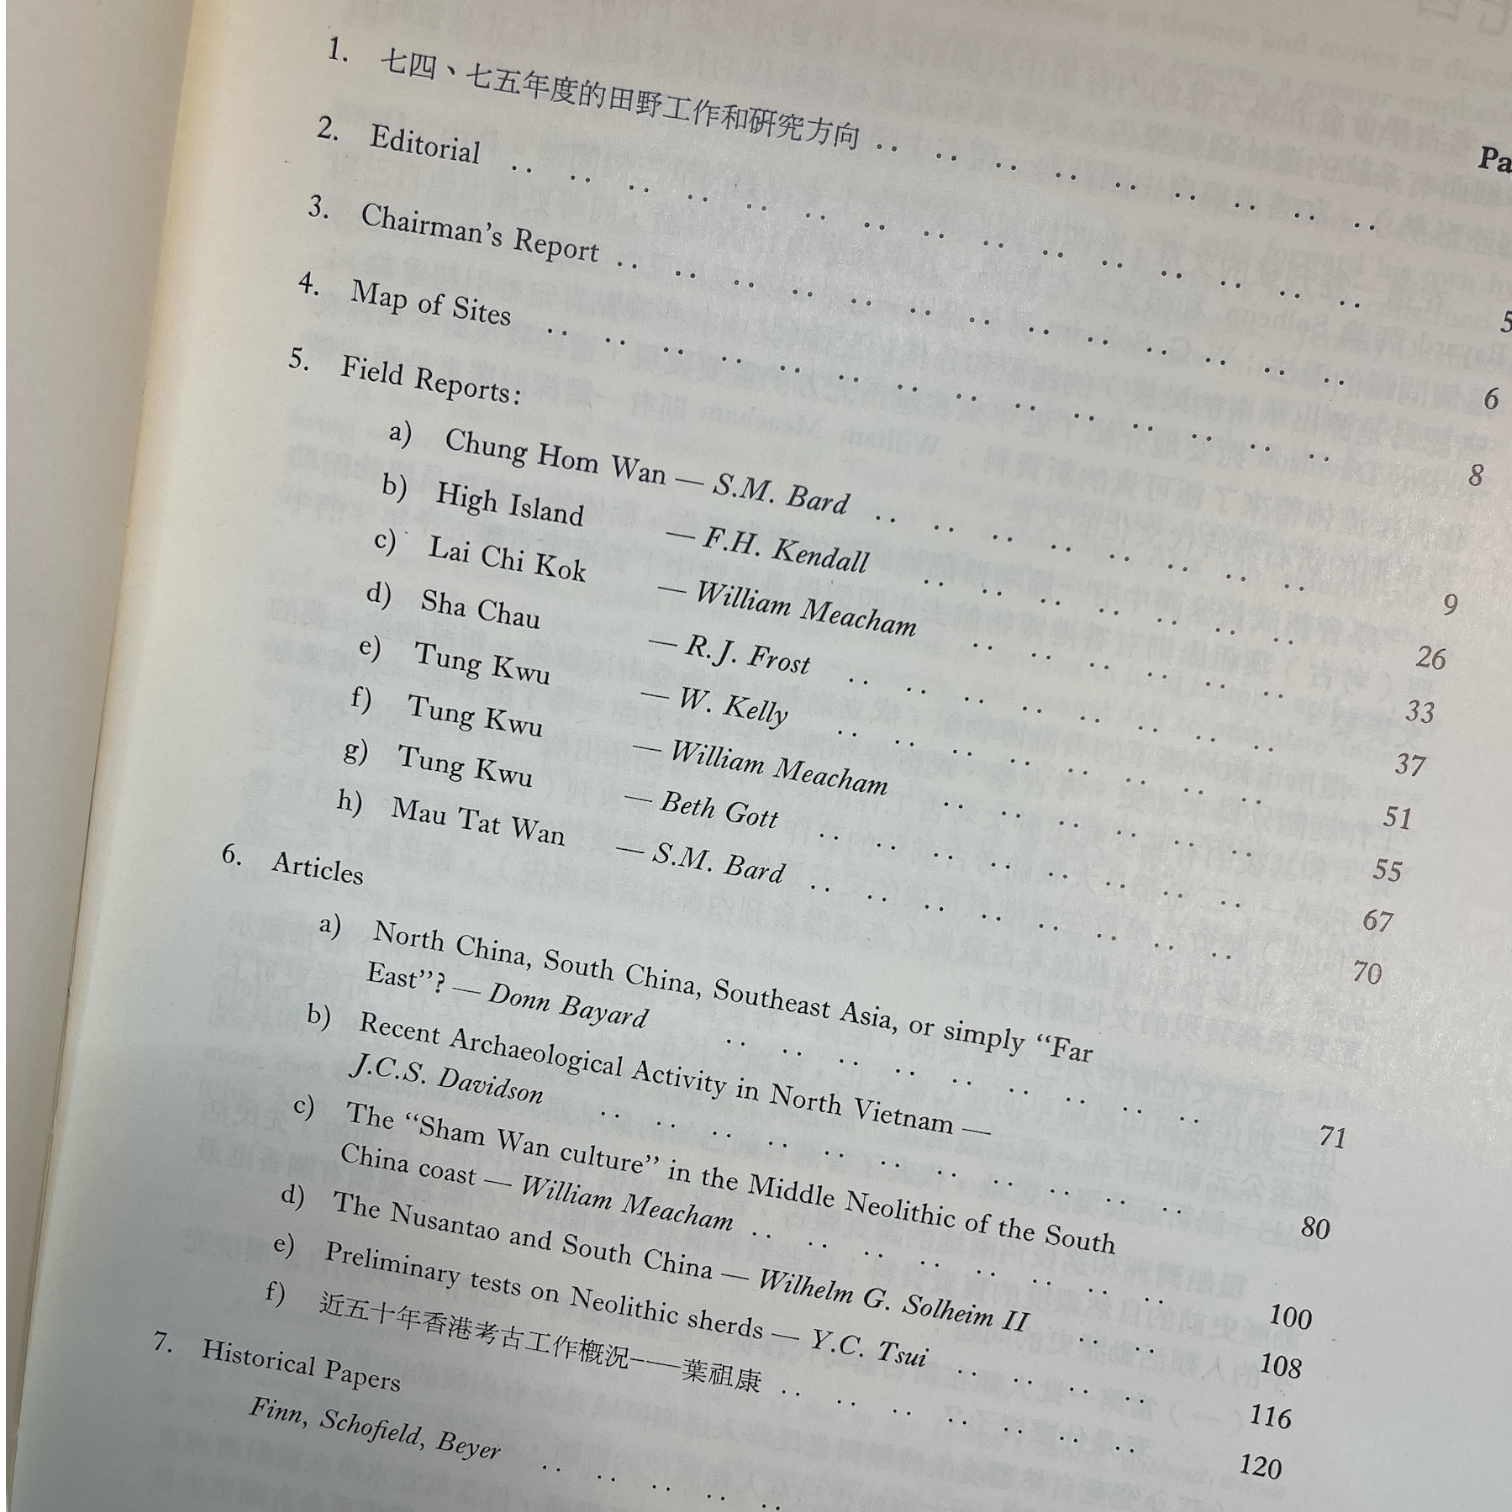 Pa
1. 七四、七五年度的田野工作和研究方向 .. .. .. .. .. .. .. .. ..
2. Editorial .. .. .. .. .. .. .. .. .. .. .. .. .. .. .. 5
3. Chairman's Report .. .. .. .. .. .. .. .. .. .. .. .. .. 6
4. Map of Sites .. .. .. .. .. .. .. .. .. .. .. .. .. .. 8
5. Field Reports:
a) Chung Hom Wan — S.M. Bard .. .. .. .. .. .. .. .. 9
b) High Island — F.H. Kendall .. .. .. .. .. .. .. 26
c) Lai Chi Kok — William Meacham .. .. .. .. .. .. 33
d) Sha Chau — R.J. Frost .. .. .. .. .. .. .. .. 37
e) Tung Kwu — W. Kelly .. .. .. .. .. .. .. .. 51
f) Tung Kwu — William Meacham .. .. .. .. .. .. 55
g) Tung Kwu — Beth Gott .. .. .. .. .. .. .. .. 67
h) Mau Tat Wan — S.M. Bard .. .. .. .. .. .. .. .. 70
6. Articles
a) North China, South China, Southeast Asia, or simply “Far
East”? — Donn Bayard .. .. .. .. .. .. .. .. .. 71
b) Recent Archaeological Activity in North Vietnam —
J.C.S. Davidson .. .. .. .. .. .. .. .. .. .. .. 80
c) The “Sham Wan culture” in the Middle Neolithic of the South
China coast — William Meacham .. .. .. .. .. .. .. .. 100
d) The Nusantao and South China — Wilhelm G. Solheim II .. .. 108
e) Preliminary tests on Neolithic sherds — Y.C. Tsui .. .. .. .. 116
f) 近五十年香港考古工作概況——葉祖康 .. .. .. .. .. .. .. 120
7. Historical Papers
Finn, Schofield, Beyer .. .. .. .. ..